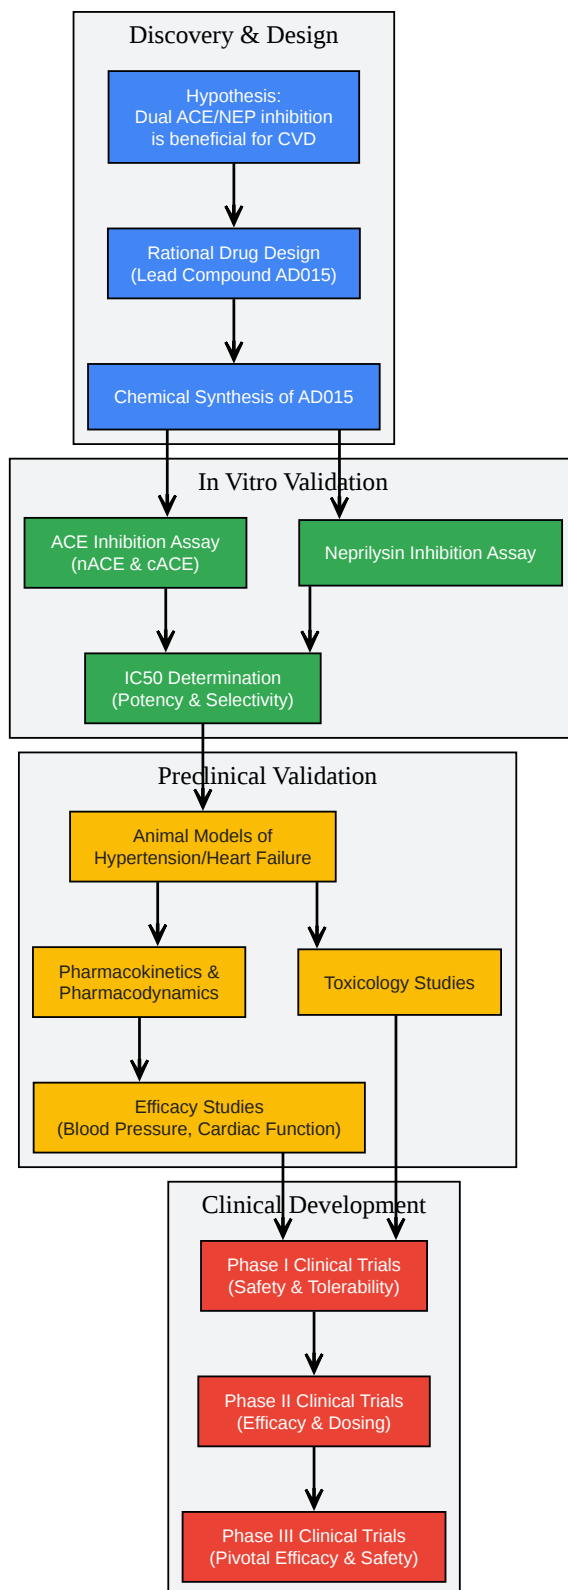 Discovery & Design
Hypothesis:
Dual ACE/NEP inhibition
is beneficial for CVD
Rational Drug Design
(Lead Compound AD015)
Chemical Synthesis of AD015
In Vitro Validation
ACE Inhibition Assay
(nACE & cACE)
Neprilysin Inhibition Assay
IC50 Determination
(Potency & Selectivity)
Preclinical Validation
Animal Models of
Hypertension/Heart Failure
Pharmacokinetics &
Pharmacodynamics
Toxicology Studies
Efficacy Studies
(Blood Pressure, Cardiac Function)
Clinical Development
Phase I Clinical Trials
(Safety & Tolerability)
Phase II Clinical Trials
(Efficacy & Dosing)
Phase III Clinical Trials
(Pivotal Efficacy & Safety)